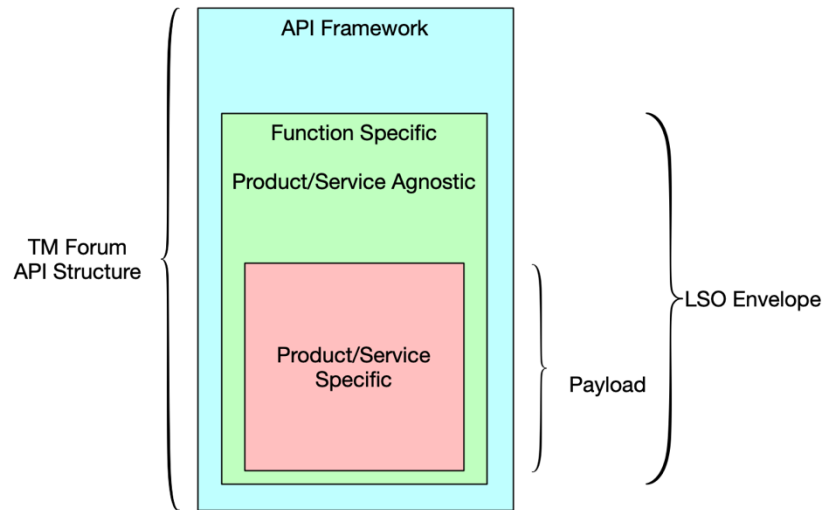 API Framework
Function Specific
Product/Service Agnostic
TM Forum
API Structure
LSO Envelope
Product/Service
Specific
Payload